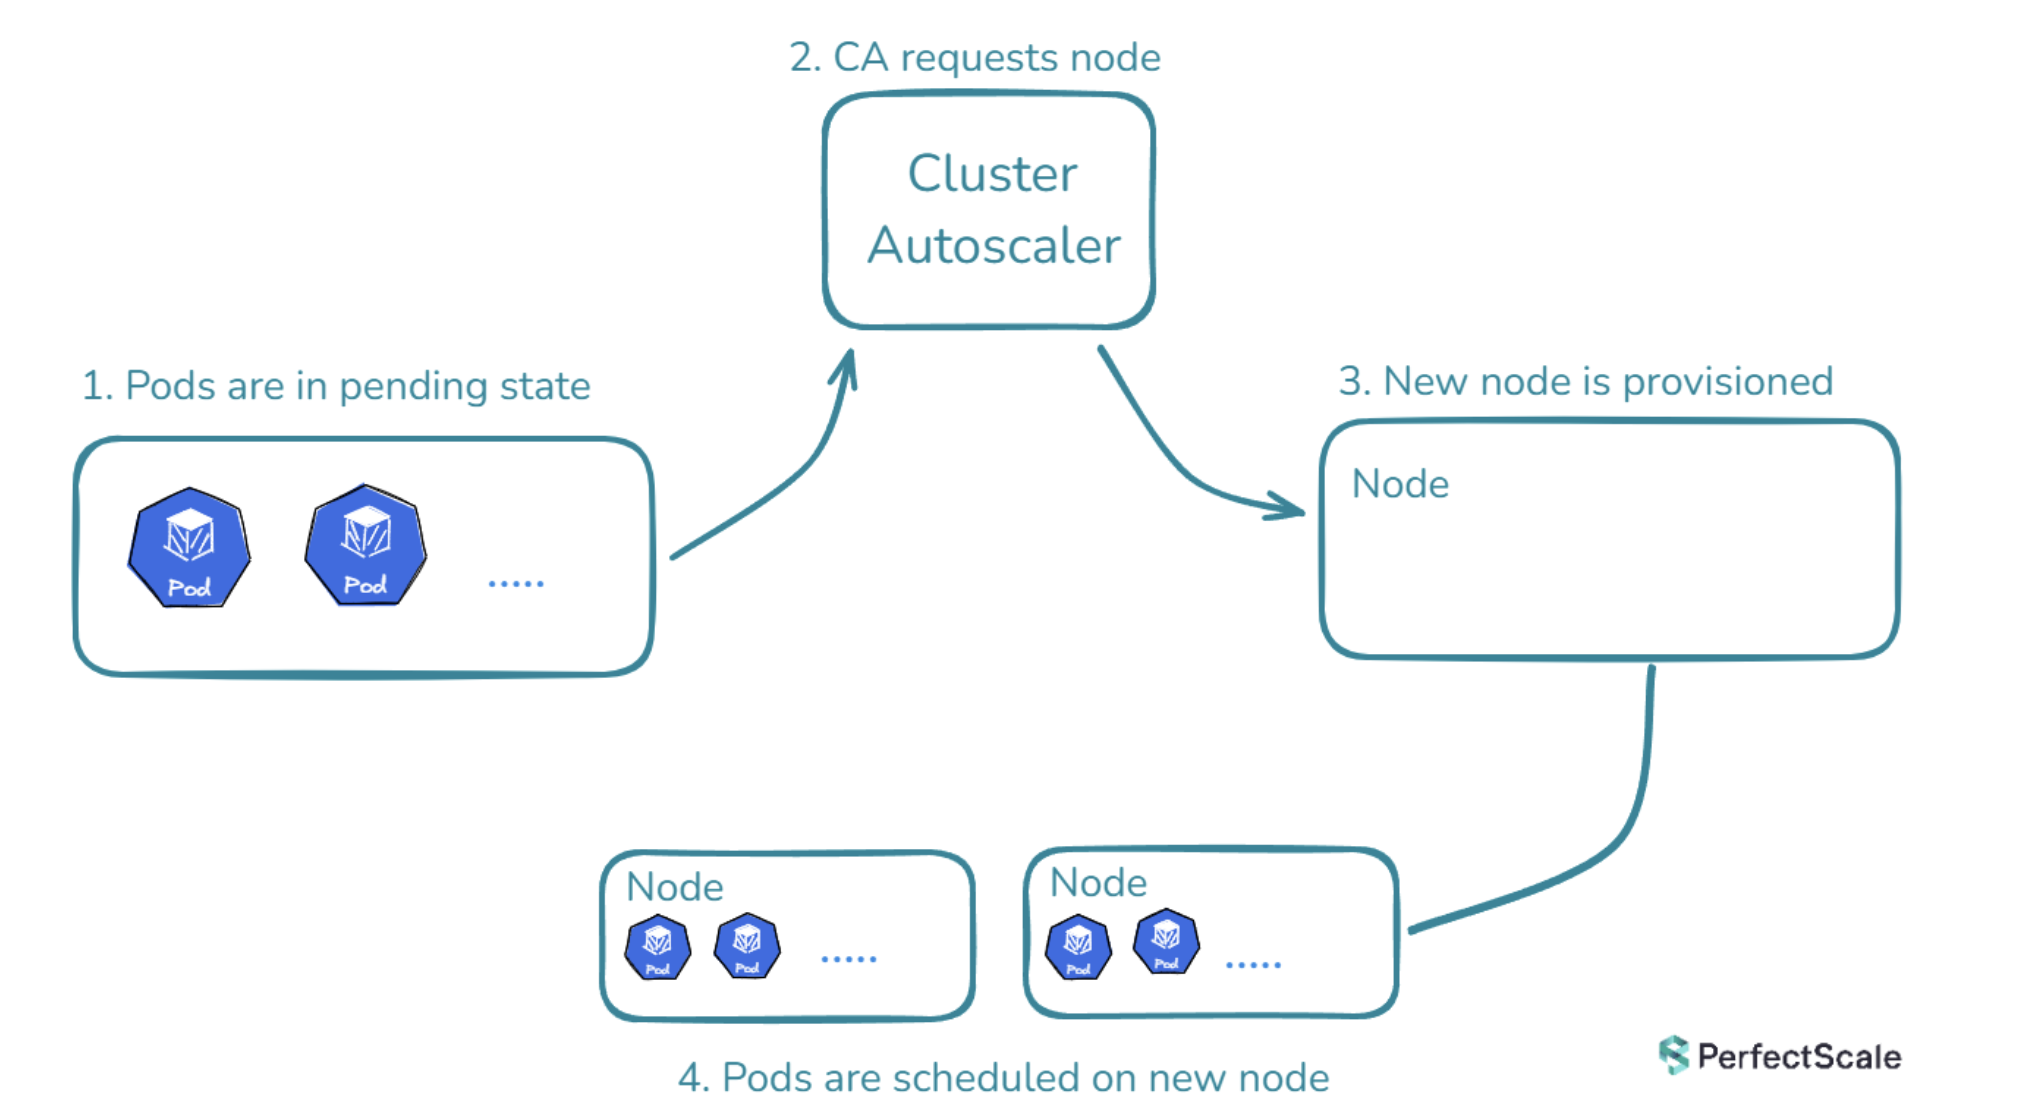 2. CA requests node
Cluster
Autoscaler
1. Pods are in pending state
Pod
Pod
.....
3. New node is provisioned
Node
Node
Pod
Pod
.....
Node
Pod
Pod
.....
4. Pods are scheduled on new node
PerfectScale